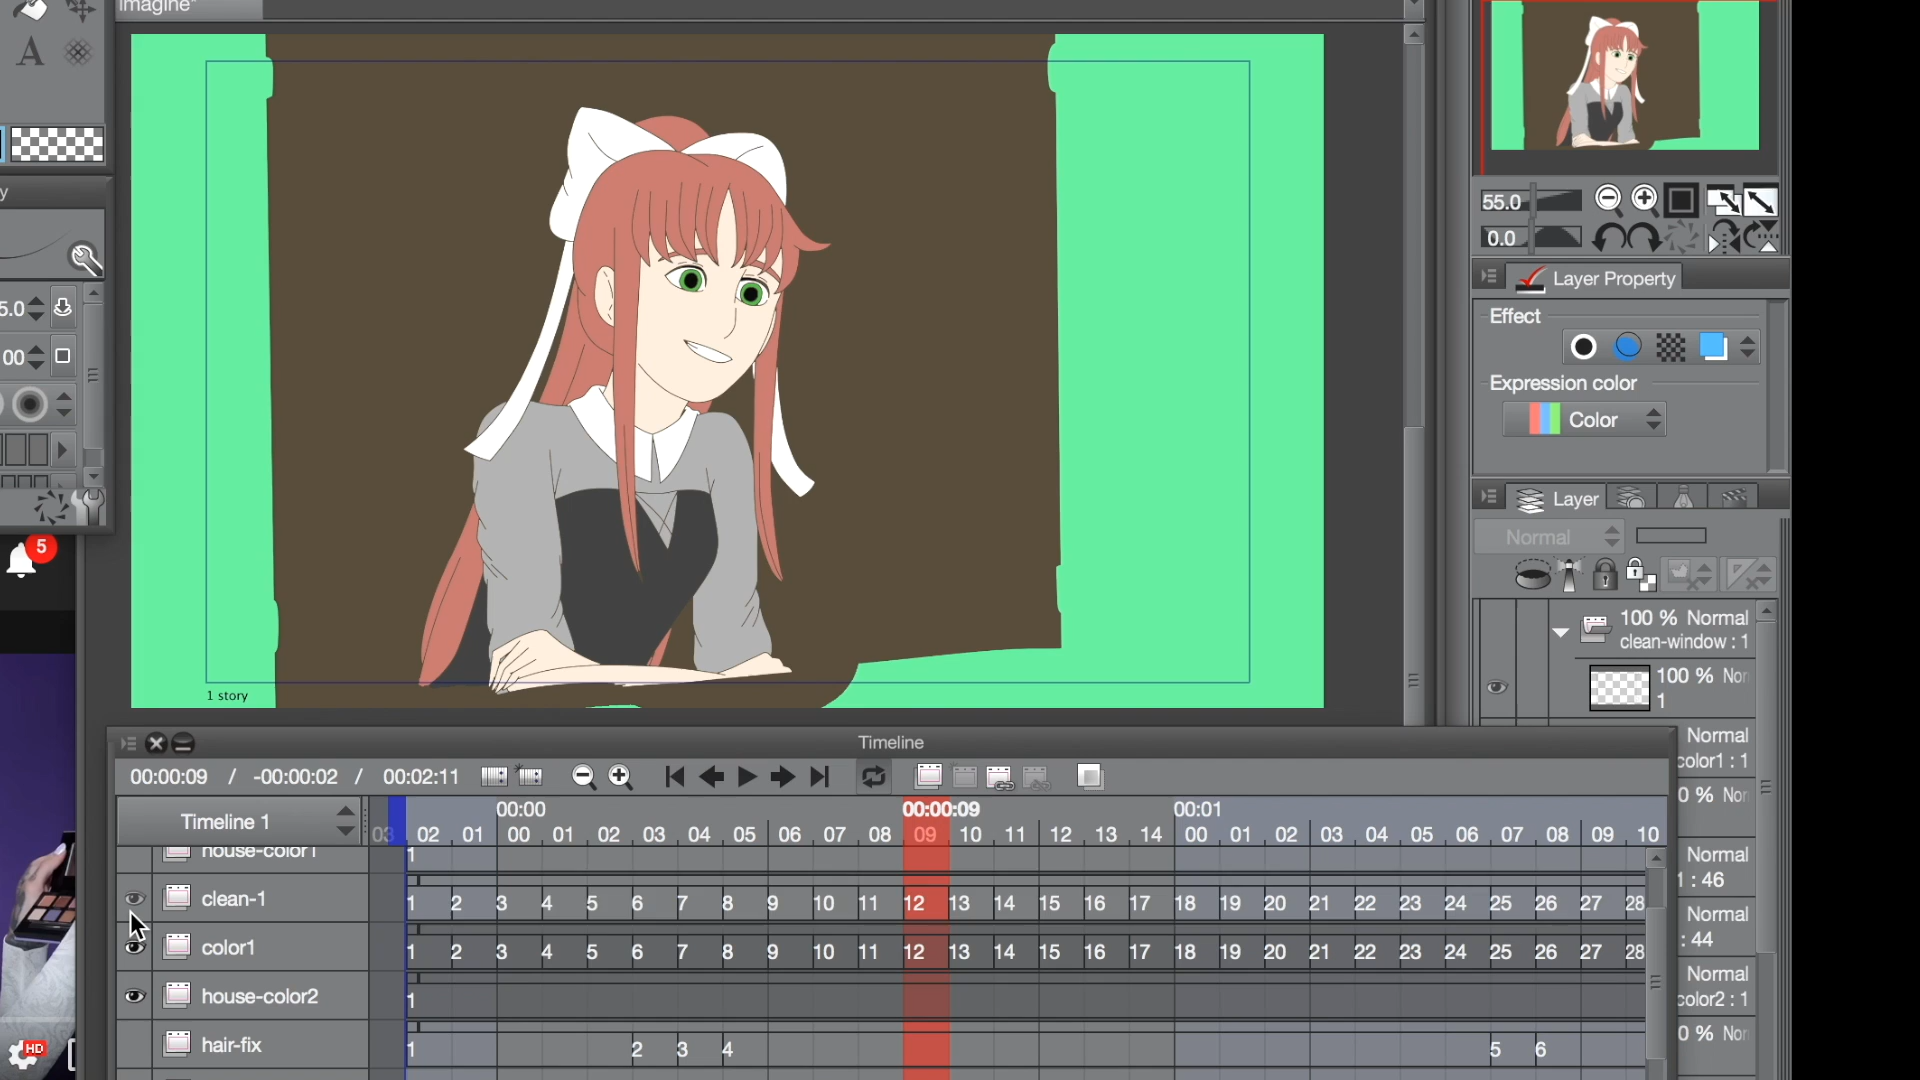 imagine*
A
y
5.0
00
5
HD
1 story
55.0
0.0
Layer Property
Effect
Expression color
Color
Layer
Normal
100 % Normal
clean-window : 1
100 % Nor
1
Normal
color1 : 1
0 % Nor
Normal
1 : 46
Normal
: 44
Normal
color2 : 1
0 % Nor
Timeline
00:00:09 / -00:00:02 / 00:02:11
00:00 00:00:09 00:01
Timeline 1 03 02 01 00 01 02 03 04 05 06 07 08 09 10 11 12 13 14 00 01 02 03 04 05 06 07 08 09 10
house-color1 1
clean-1 1 2 3 4 5 6 7 8 9 10 11 12 13 14 15 16 17 18 19 20 21 22 23 24 25 26 27 28
color1 1 2 3 4 5 6 7 8 9 10 11 12 13 14 15 16 17 18 19 20 21 22 23 24 25 26 27 28
house-color2 1
hair-fix 1 2 3 4 5 6